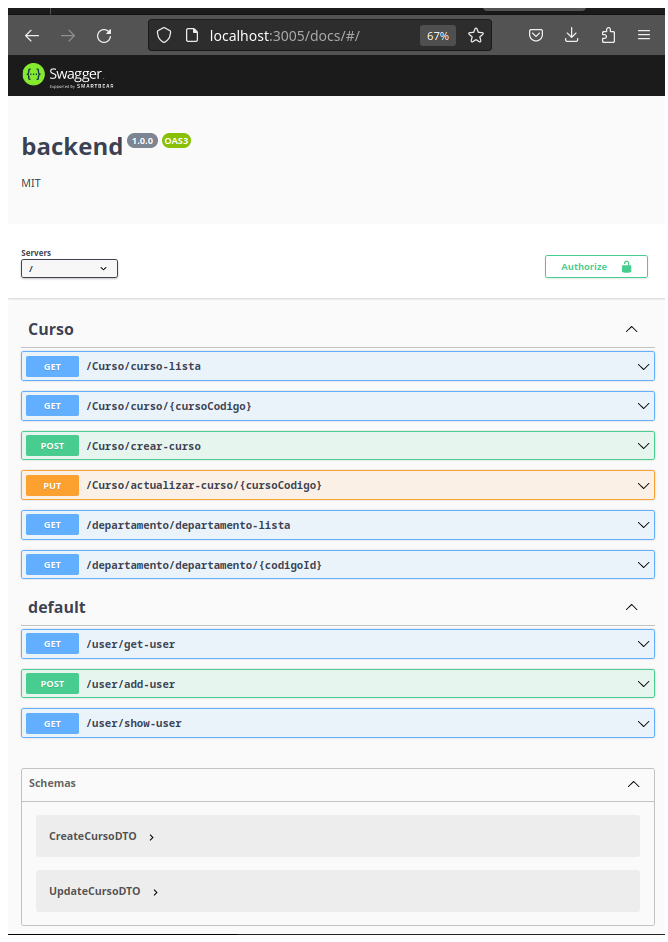 localhost:3005/docs/#/
67%
Swagger.
Supported by SMARTBEAR
backend 1.0.0 OAS3
MIT
Servers
/
Authorize
Curso
GET /Curso/curso-lista
GET /Curso/curso/{cursoCodigo}
POST /Curso/crear-curso
PUT /Curso/actualizar-curso/{cursoCodigo}
GET /departamento/departamento-lista
GET /departamento/departamento/{codigoId}
default
GET /user/get-user
POST /user/add-user
GET /user/show-user
Schemas
CreateCursoDTO
UpdateCursoDTO